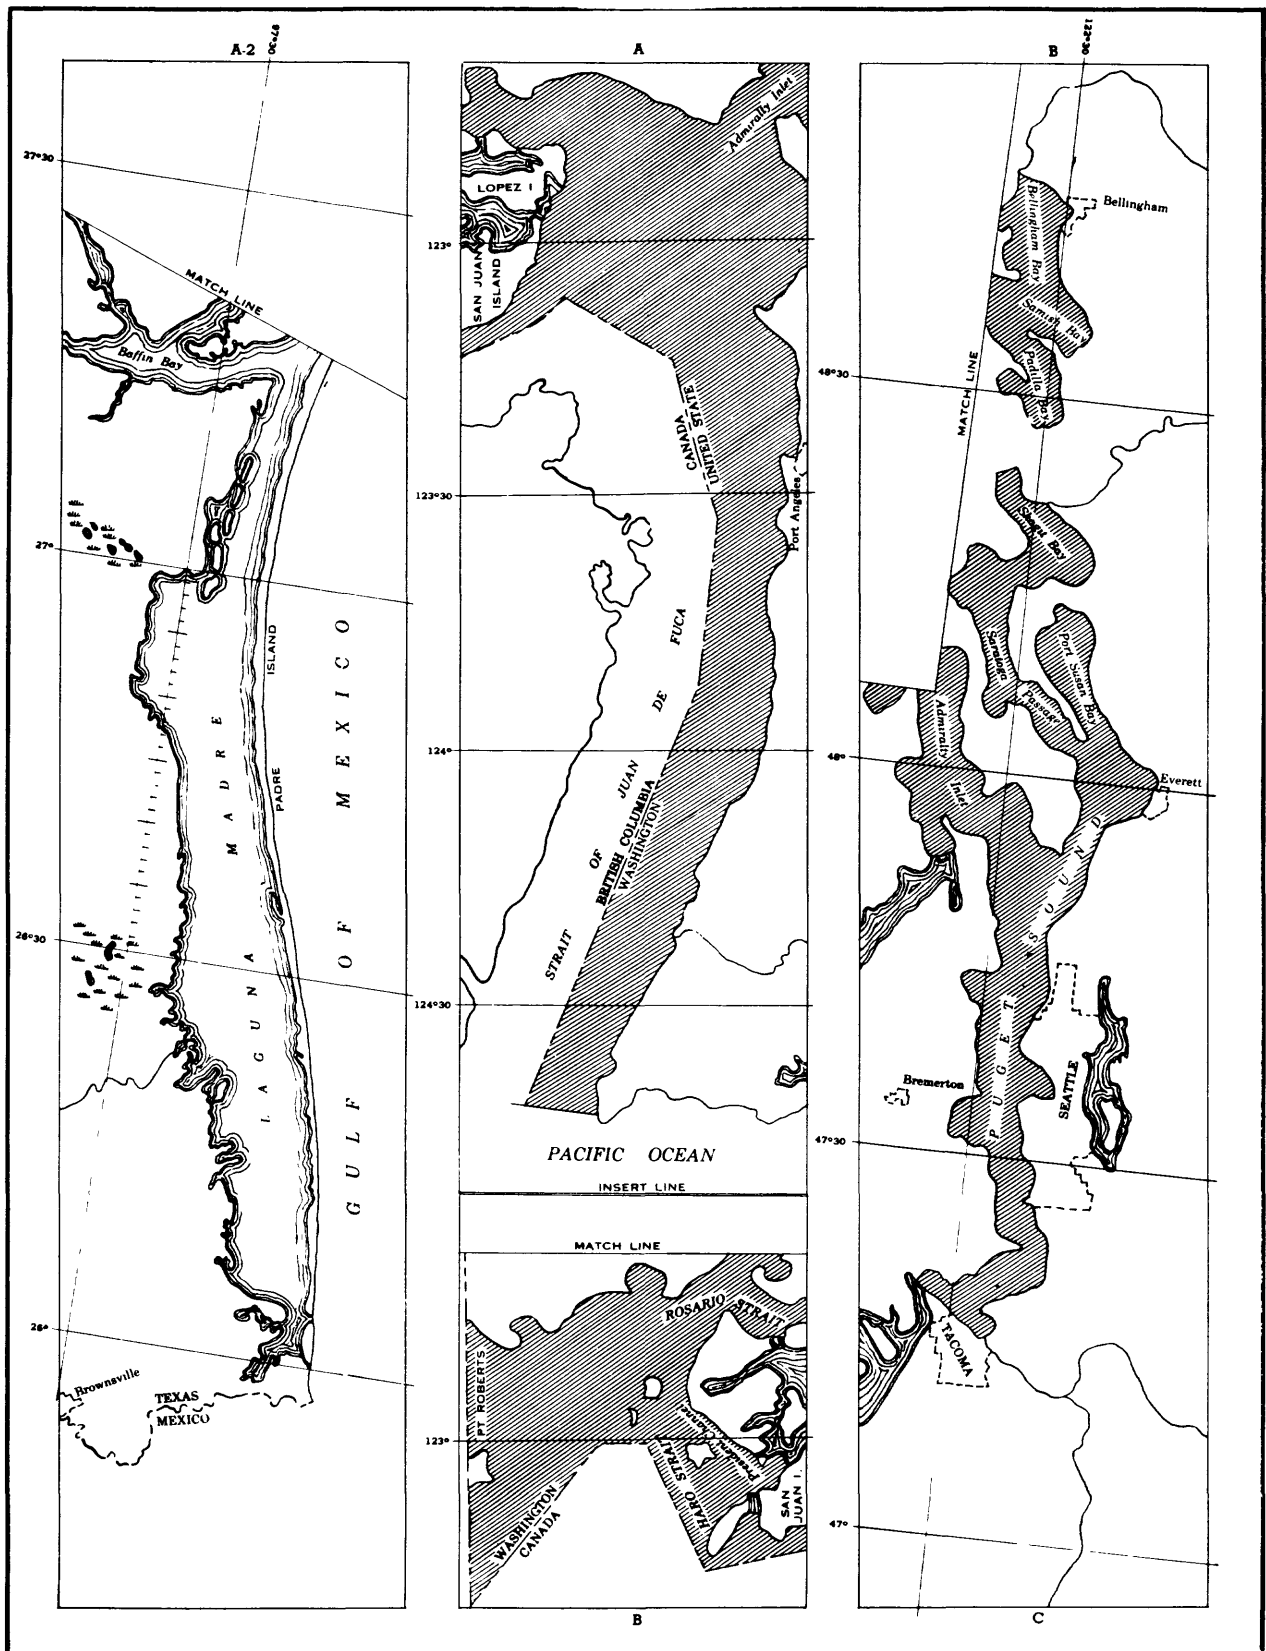 A-2
97°30
27°30
MATCH LINE
Baffin Bay
27°
ISLAND
PADRE
LAGUNA MADRE
GULF OF MEXICO
26°30
26°
Brownsville
TEXAS
MEXICO
A
Admirally Inlet
LOPEZ I
123°
SAN JUAN
ISLAND
CANADA
UNITED STATE
123°30
Port Angeles
STRAIT OF JUAN DE FUCA
124°
BRITISH COLUMBIA
WASHINGTON
124°30
PACIFIC OCEAN
INSERT LINE
MATCH LINE
ROSARIO STRAIT
PT ROBERTS
123°
President Channel
HARO STRAIT
SAN
JUAN I.
WASHINGTON
CANADA
B
B
122°30
Bellingham Bay
Bellingham
Samish Bay
Padilla Bay
48°30
MATCH LINE
Skagit Bay
Saratoga
Passage
Port Susan Bay
Admiralty
Inlet
48°
Everett
PUGET SOUND
SEATTLE
Bremerton
47°30
TACOMA
47°
C